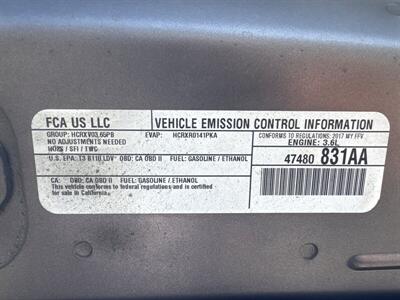 FCA US LLC
VEHICLE EMISSION CONTROL INFORMATION
GROUP: HCRXV03.65PB EVAP: HCRXR0141PKA
CONFORMS TO REGULATIONS: 2017 MY FFV
NO ADJUSTMENTS NEEDED
ENGINE: 3.6L
HO2S / SFI / TWC
47480 831AA
U.S. EPA: T3 B110 LDV OBD: CA OBD II FUEL: GASOLINE / ETHANOL
CA: OBD: CA OBD II FUEL: GASOLINE / ETHANOL
This vehicle conforms to federal regulations and is certified
for sale in California.